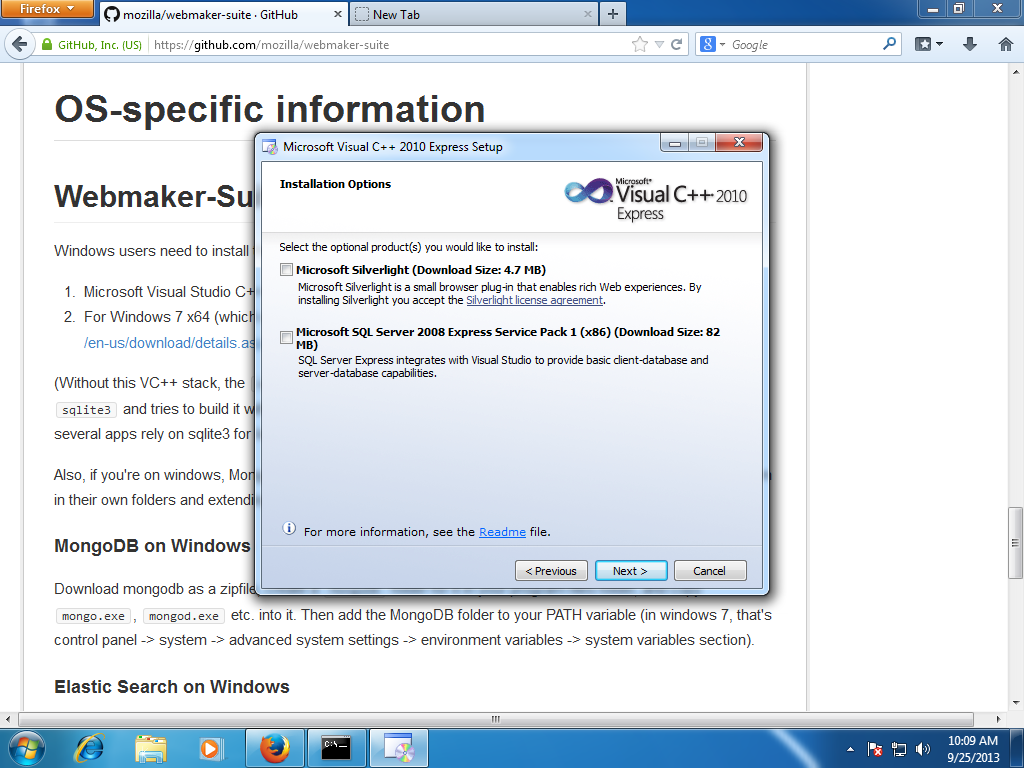 Firefox
mozilla/webmaker-suite · GitHub
New Tab
GitHub, Inc. (US)
https://github.com/mozilla/webmaker-suite
Google
OS-specific information
Webmaker-Su
Windows users need to install
1. Microsoft Visual Studio C+
2. For Windows 7 x64 (whic
/en-us/download/details.as
(Without this VC++ stack, the
sqlite3 and tries to build it w
several apps rely on sqlite3 for
Also, if you're on windows, Mon
in their own folders and extendi
MongoDB on Windows
Download mongodb as a zipfile
mongo.exe , mongod.exe etc. into it. Then add the MongoDB folder to your PATH variable (in windows 7, that's
control panel -> system -> advanced system settings -> environment variables -> system variables section).
Elastic Search on Windows
Microsoft Visual C++ 2010 Express Setup
Installation Options
Microsoft®
Visual C++ 2010
Express
Select the optional product(s) you would like to install:
Microsoft Silverlight (Download Size: 4.7 MB)
Microsoft Silverlight is a small browser plug-in that enables rich Web experiences. By
installing Silverlight you accept the Silverlight license agreement.
Microsoft SQL Server 2008 Express Service Pack 1 (x86) (Download Size: 82
MB)
SQL Server Express integrates with Visual Studio to provide basic client-database and
server-database capabilities.
For more information, see the Readme file.
< Previous
Next >
Cancel
C:\
10:09 AM
9/25/2013